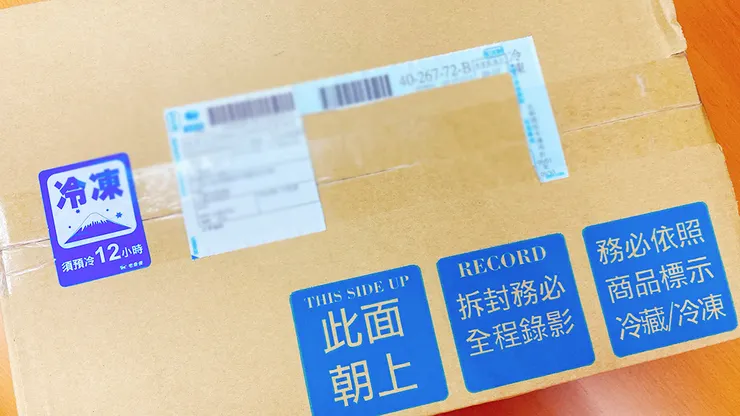 40-267-72-B
冷凍
冷凍
須預冷12小時
THIS SIDE UP
此面
朝上
RECORD
拆封務必
全程錄影
務必依照
商品標示
冷藏/冷凍